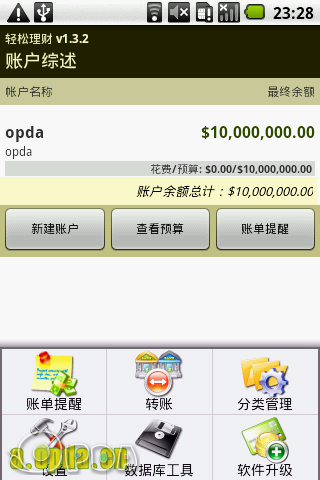 23:28
轻松理财 v1.3.2
账户综述
帐户名称 最终余额
opda $10,000,000.00
opda
花费/预算: $0.00/$10,000,000.00
账户余额总计：$10,000,000.00
新建账户 查看预算 账单提醒
账单提醒 转账 分类管理
设置 数据库工具 软件升级